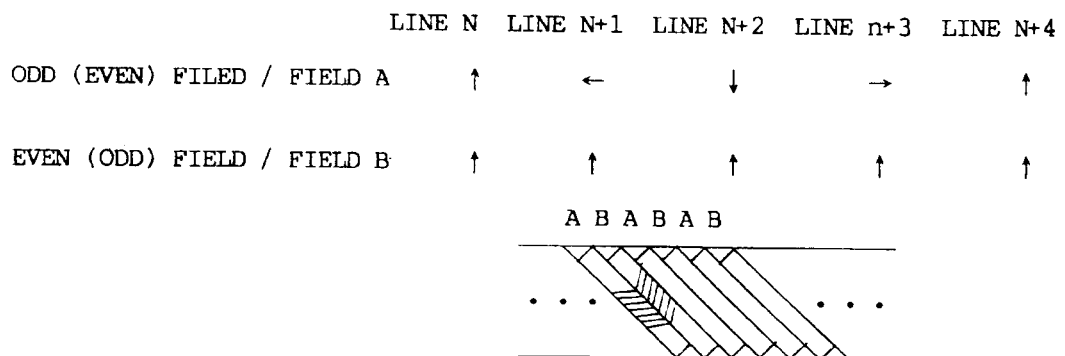 LINE N LINE N+1 LINE N+2 LINE n+3 LINE N+4
ODD (EVEN) FILED / FIELD A ↑ ← ↓ → ↑
EVEN (ODD) FIELD / FIELD B ↑ ↑ ↑ ↑ ↑
A B A B A B